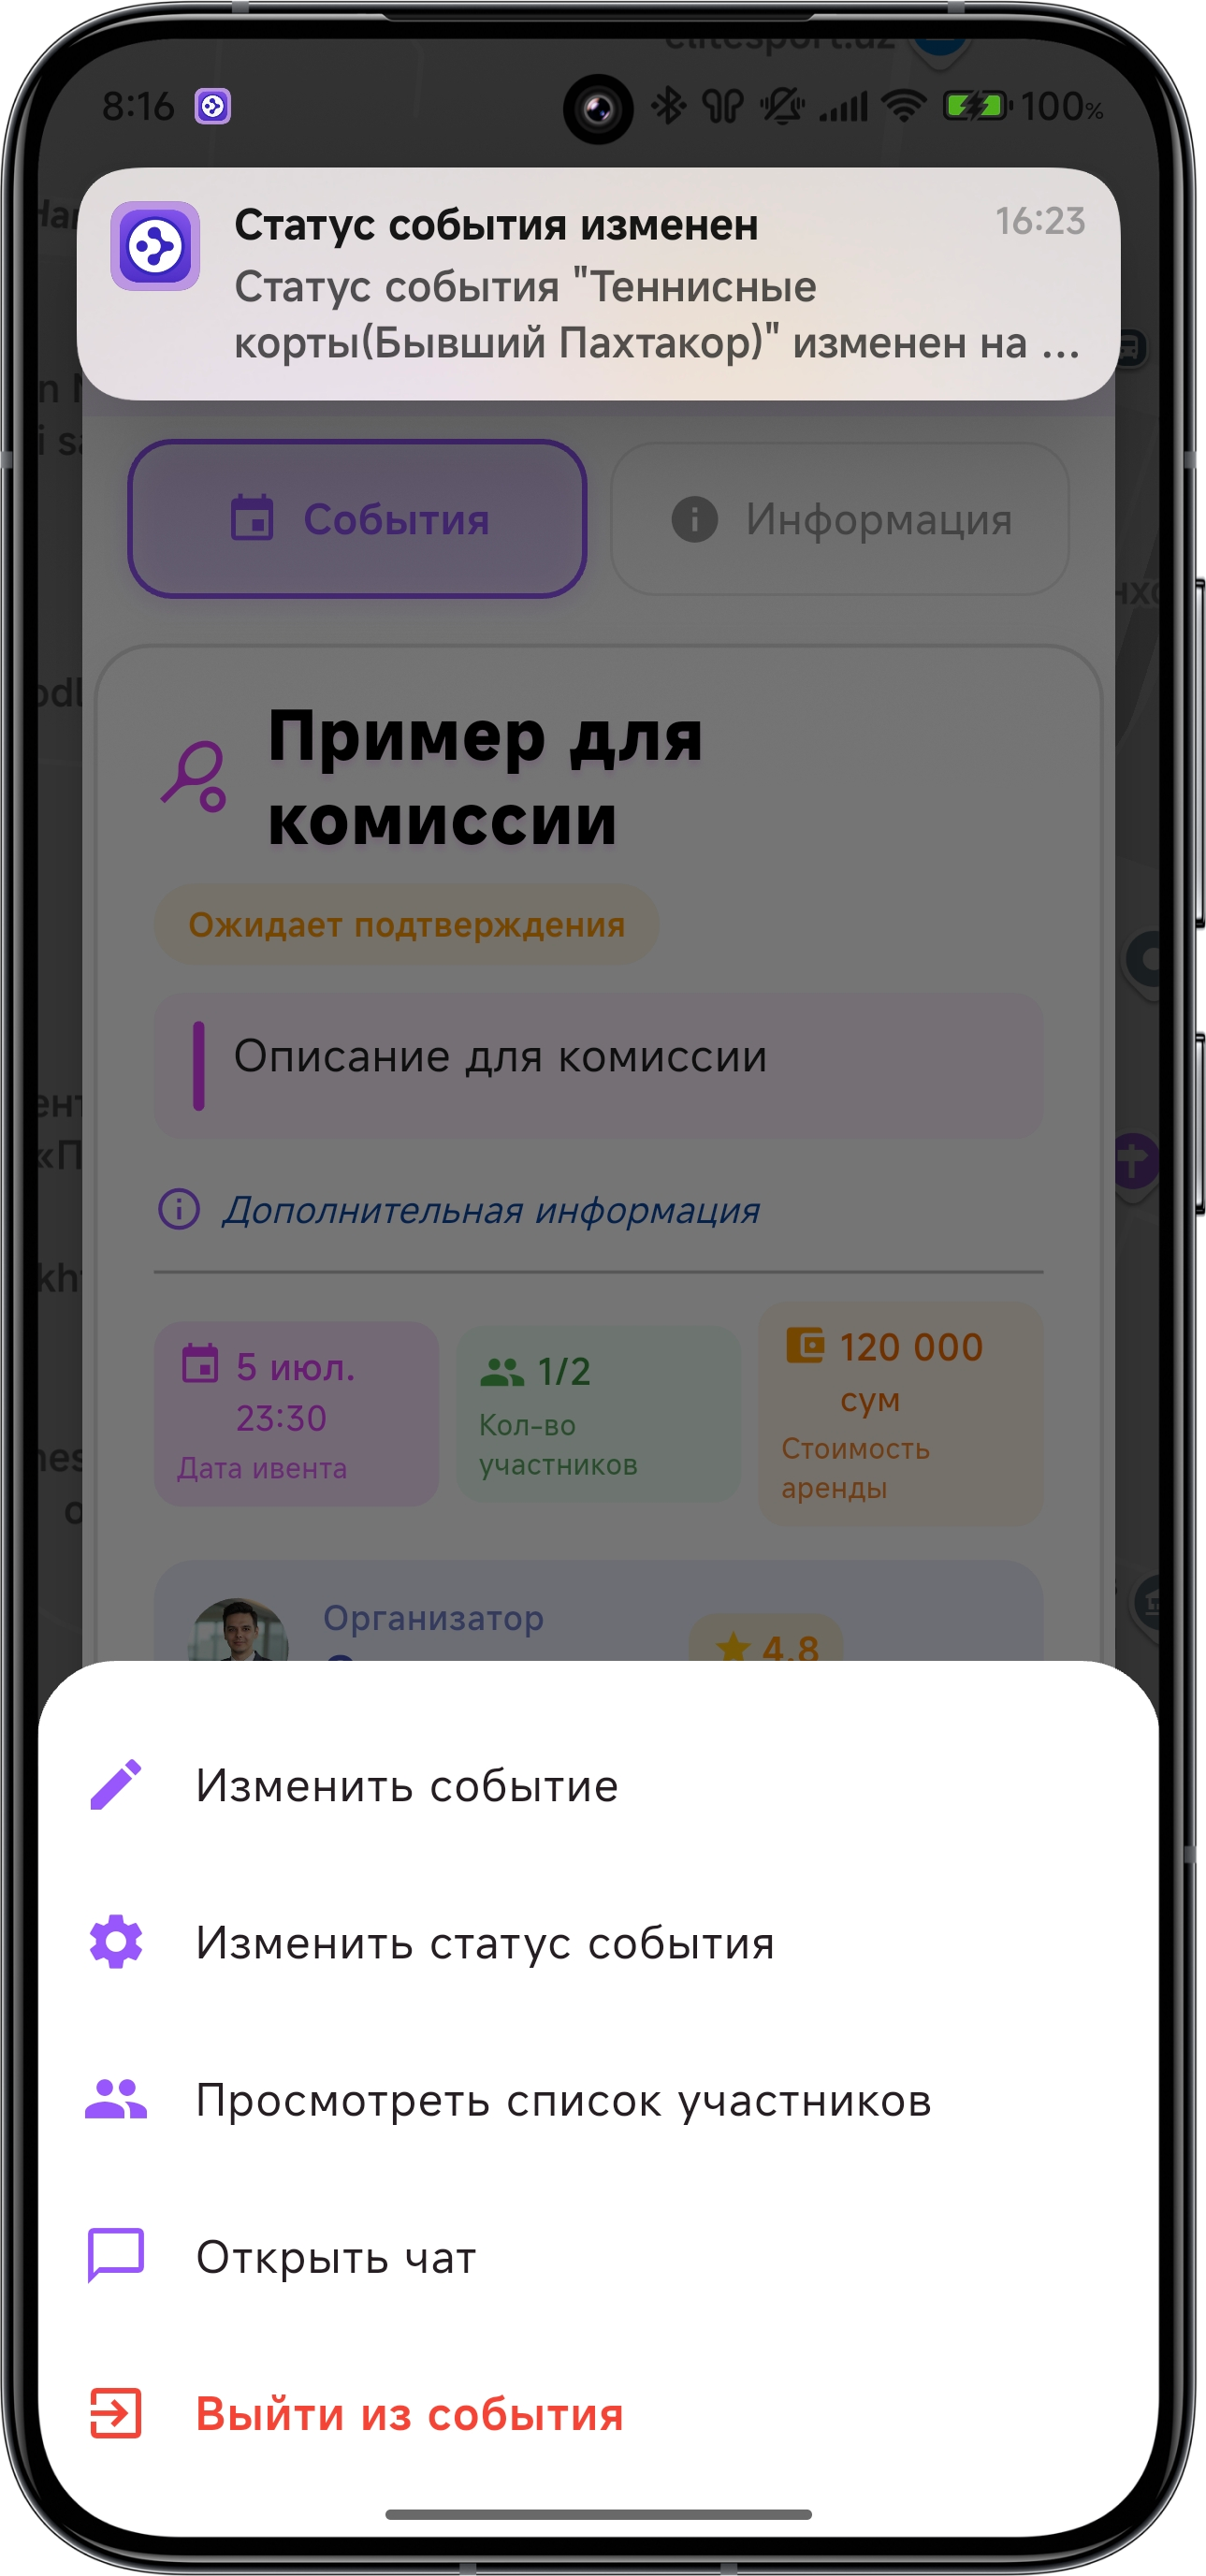 elitesport.uz
8:16
100%
Статус события изменен
16:23
Статус события "Теннисные
корты(Бывший Пахтакор)" изменен на ...
События
Информация
Пример для
комиссии
Ожидает подтверждения
Описание для комиссии
Дополнительная информация
5 июл.
23:30
Дата ивента
1/2
Кол-во
участников
120 000
сум
Стоимость
аренды
Организатор
4.8
Изменить событие
Изменить статус события
Просмотреть список участников
Открыть чат
Выйти из события